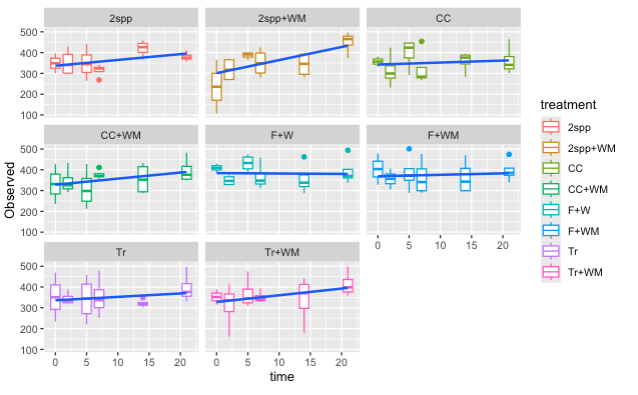 2spp 2spp+WM CC
500
400
300
200
100
CC+WM F+W F+WM
500
400
300
200
100
0 5 10 15 20
Tr Tr+WM
500
400
300
200
100
0 5 10 15 20 0 5 10 15 20
time
Observed
treatment
2spp
2spp+WM
CC
CC+WM
F+W
F+WM
Tr
Tr+WM